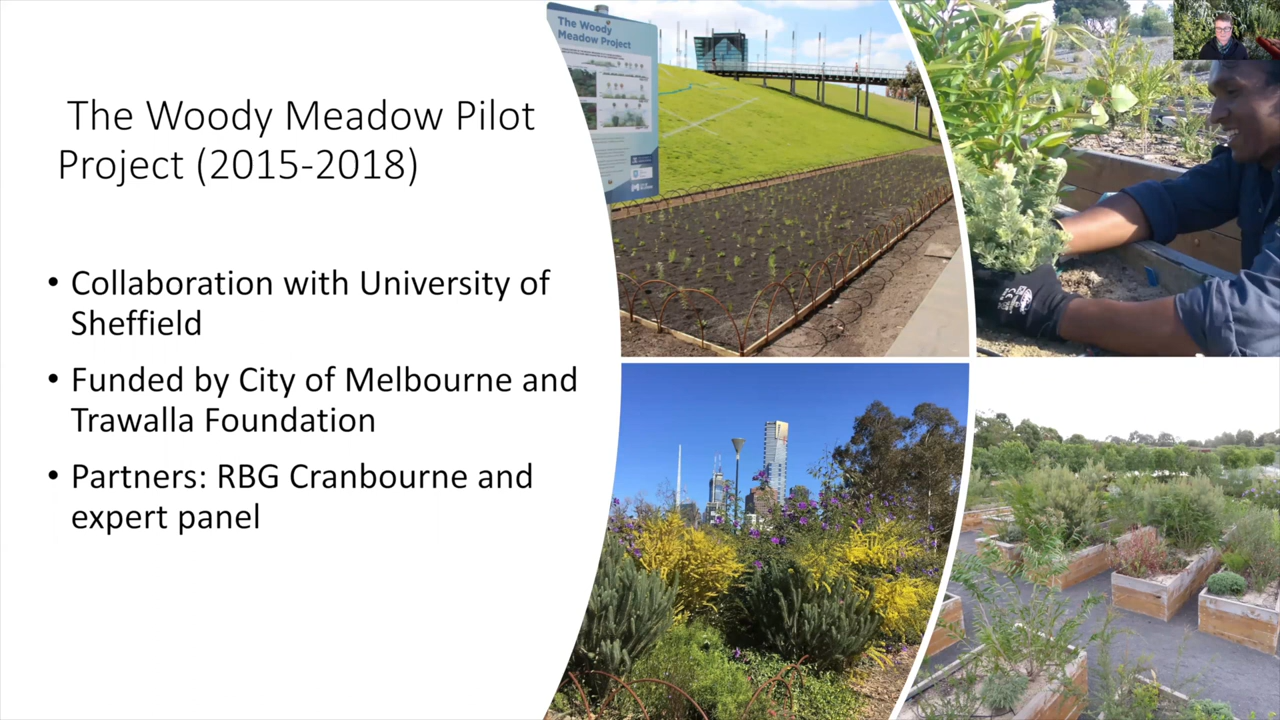 The Woody Meadow Pilot
Project (2015-2018)
• Collaboration with University of
Sheffield
• Funded by City of Melbourne and
Trawalla Foundation
• Partners: RBG Cranbourne and
expert panel
The Woody
Meadow Project